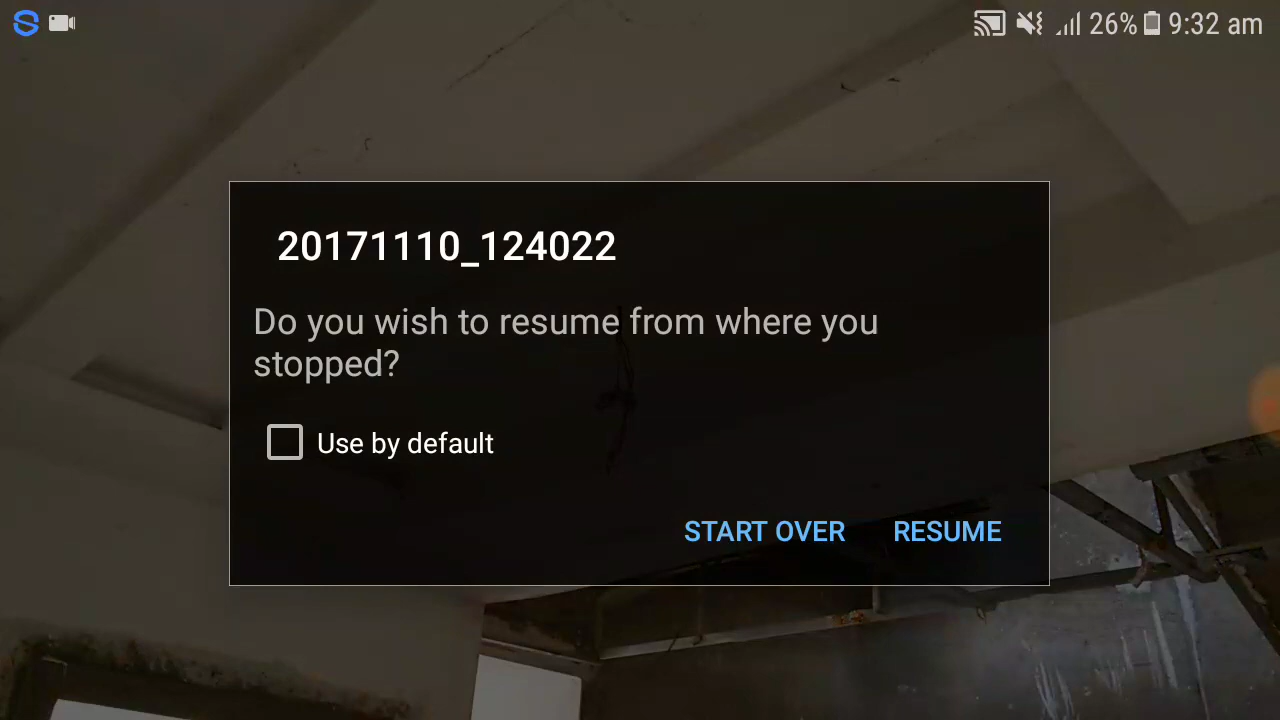 26% 9:32 am
20171110_124022
Do you wish to resume from where you
stopped?
Use by default
START OVER RESUME